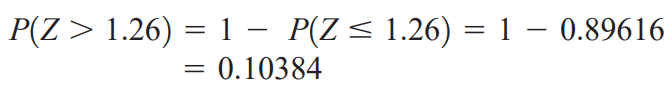 P(Z > 1.26) = 1 − P(Z ≤ 1.26) = 1 − 0.89616
= 0.10384